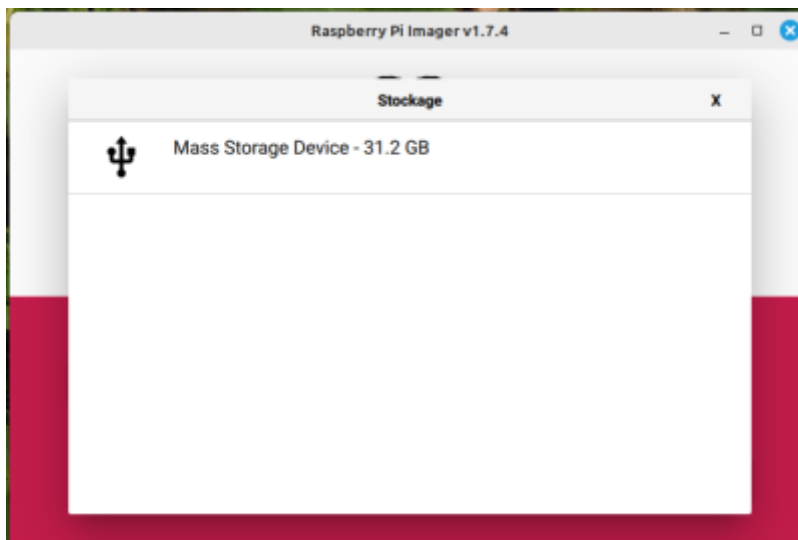 Raspberry Pi Imager v1.7.4
Stockage
X
Mass Storage Device - 31.2 GB